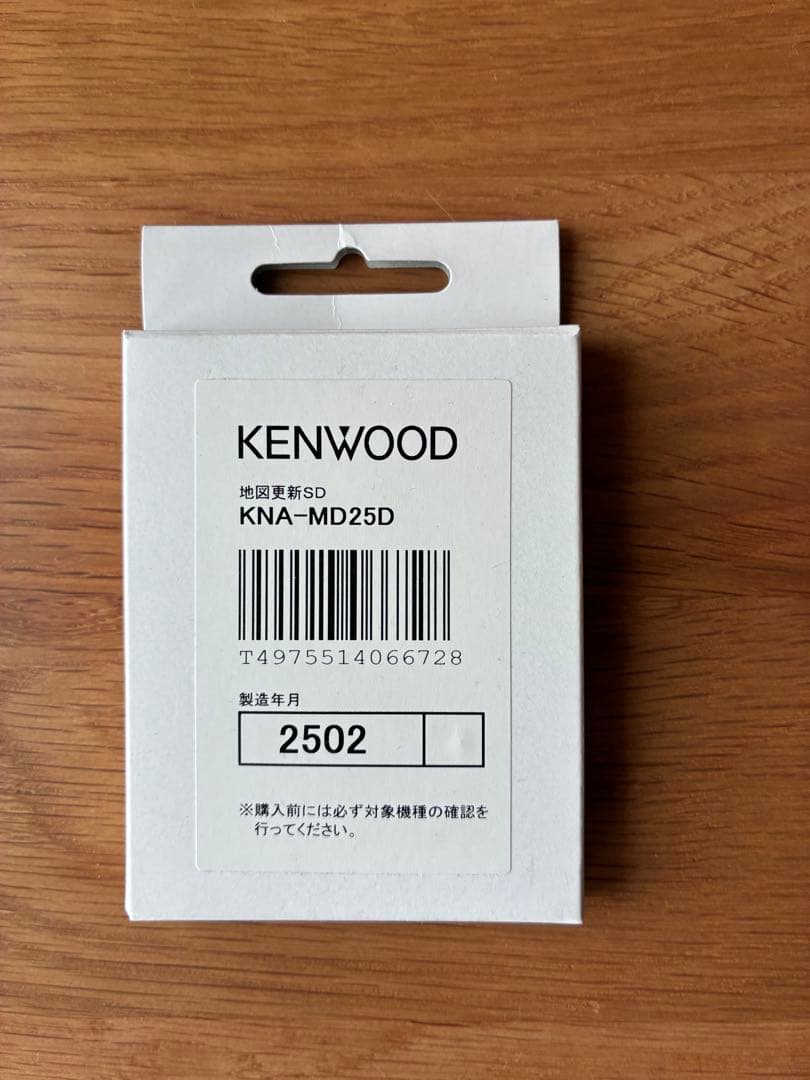 KENWOOD
地図更新SD
KNA-MD25D
T4975514066728
製造年月
2502
※購入前には必ず対象機種の確認を
行ってください。